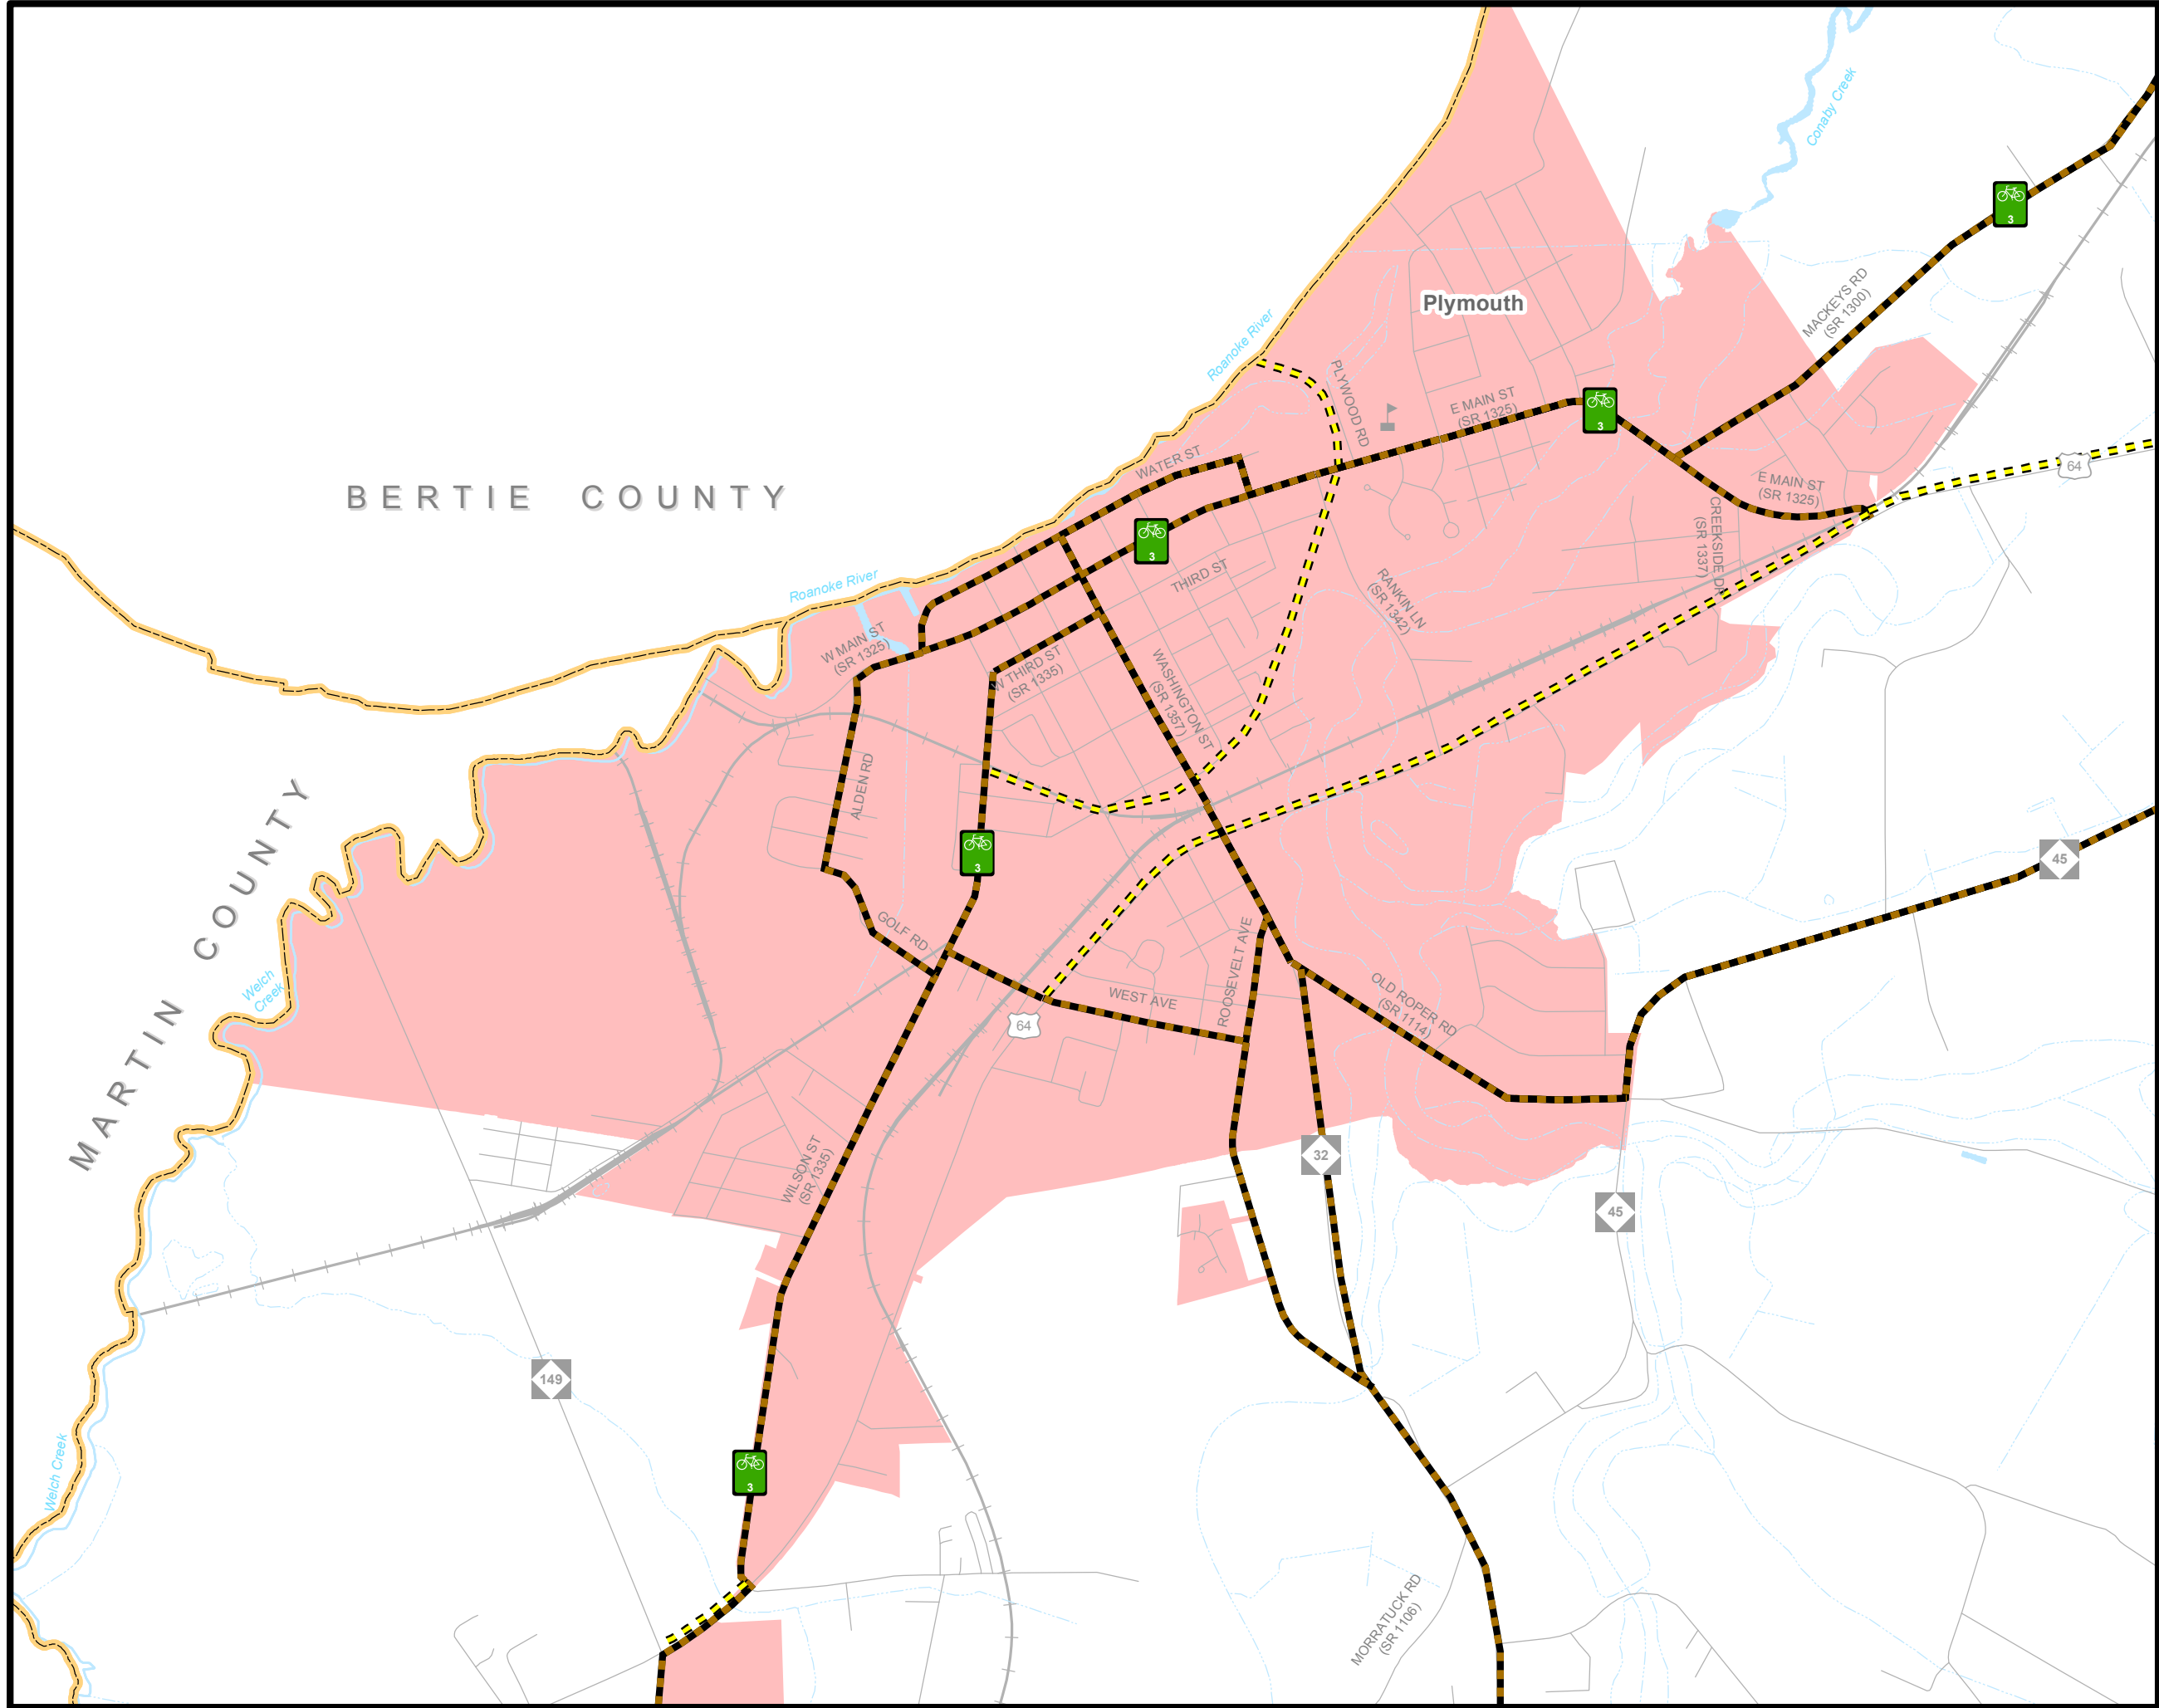 Conaby Creek
3
MACKEYS RD
(SR 1300)
Plymouth
Roanoke River
PLYWOOD RD
E MAIN ST
(SR 1325)
3
WATER ST
64
E MAIN ST
(SR 1325)
CREEKSIDE DR
(SR 1337)
BERTIE COUNTY
3
THIRD ST
RANKIN LN
(SR 1342)
Roanoke River
W MAIN ST
(SR 1325)
W THIRD ST
(SR 1335)
WASHINGTON ST
(SR 1357)
ALDEN RD
3
45
MARTIN COUNTY
GOLF RD
Welch
Creek
WEST AVE
ROOSEVELT AVE
OLD ROPER RD
(SR 1114)
64
32
WILSON ST
(SR 1335)
45
149
3
Welch Creek
MORRATUCK RD
(SR 1106)